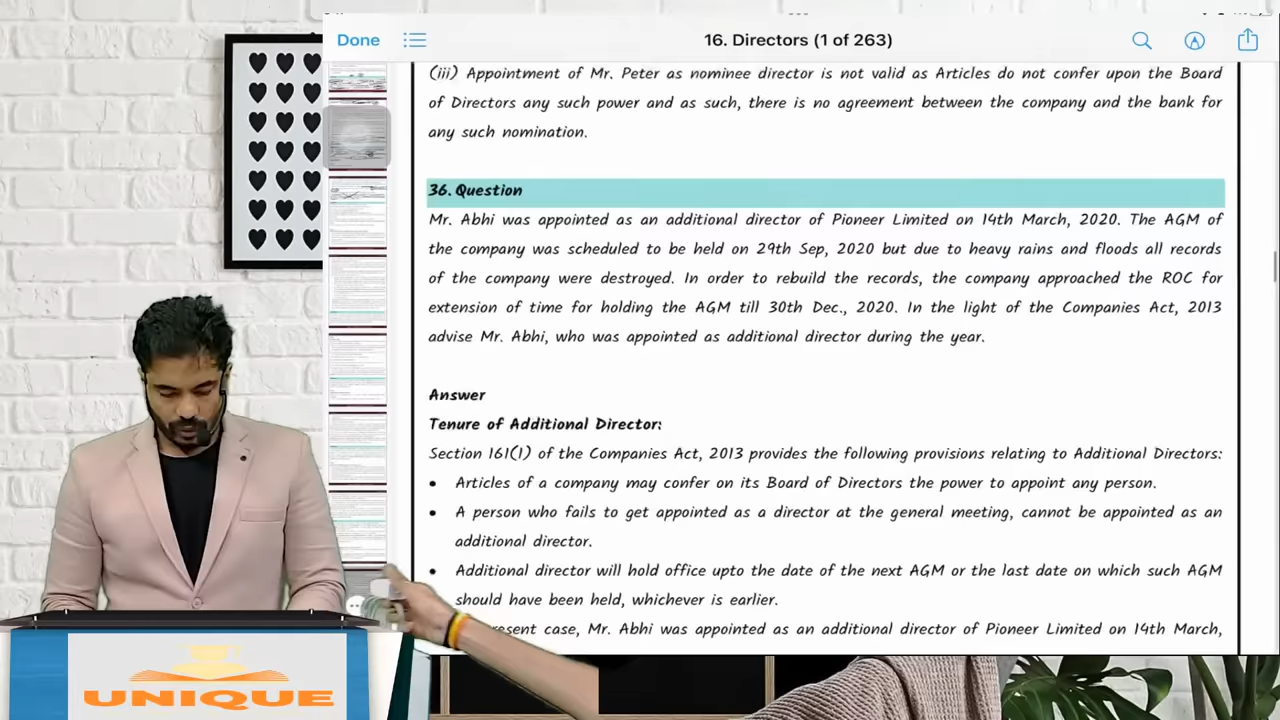 Done
16. Directors (1 of 263)
(iii) Appointment of Mr. Peter as nominee director is not valid as Articles do not confer upon the Board
of Directors any such power and as such, there is no agreement between the company and the bank for
any such nomination.
36. Question
Mr. Abhi was appointed as an additional director of Pioneer Limited on 14th March, 2020. The AGM of
the company was scheduled to be held on 28th Sep., 2020 but due to heavy rains and floods all records
of the company were destroyed. In order to rebuild the records, the company approached the ROC for
extension of time for holding the AGM till 30th Dec., 2020. In the light of the Companies Act, 2013
advise Mr. Abhi, who was appointed as additional director during the year.
Answer
Tenure of Additional Director:
Section 161(1) of the Companies Act, 2013 provides the following provisions relating to Additional Directors:
• Articles of a company may confer on its Board of Directors the power to appoint any person.
• A person who fails to get appointed as a director at the general meeting, cannot be appointed as an
additional director.
• Additional director will hold office upto the date of the next AGM or the last date on which such AGM
should have been held, whichever is earlier.
present case, Mr. Abhi was appointed as an additional director of Pioneer Limited on 14th March,
UNIQUE